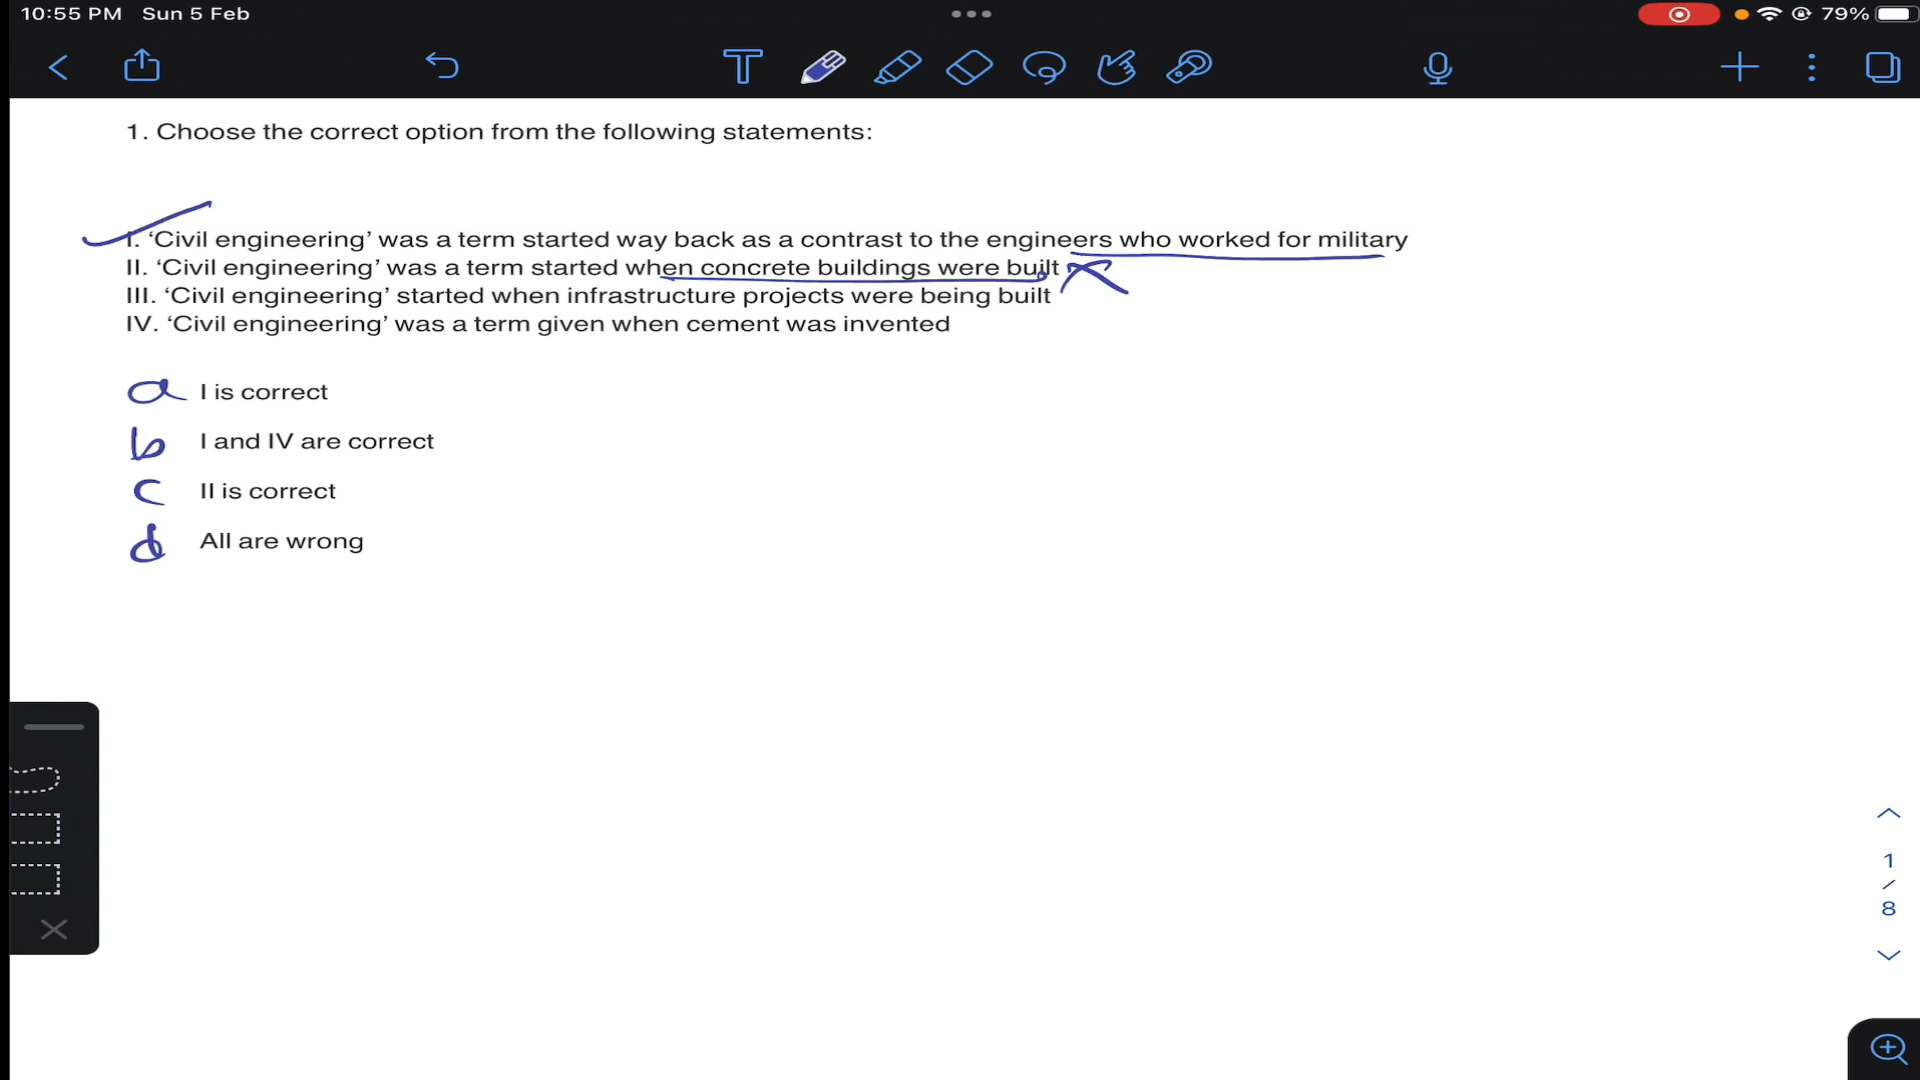 10:55 PM Sun 5 Feb
79%
T
1. Choose the correct option from the following statements:
I. ‘Civil engineering’ was a term started way back as a contrast to the engineers who worked for military
II. ‘Civil engineering’ was a term started when concrete buildings were built
III. ‘Civil engineering’ started when infrastructure projects were being built
IV. ‘Civil engineering’ was a term given when cement was invented
a I is correct
b I and IV are correct
c II is correct
d All are wrong
1
/
8